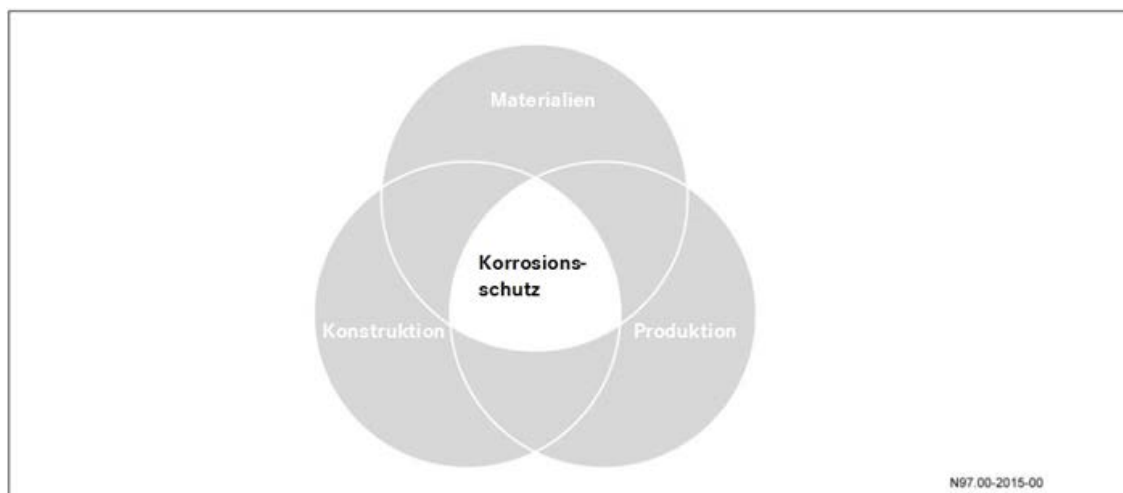 Materialien
Korrosions-
schutz
Konstruktion
Produktion
N97.00-2015-00